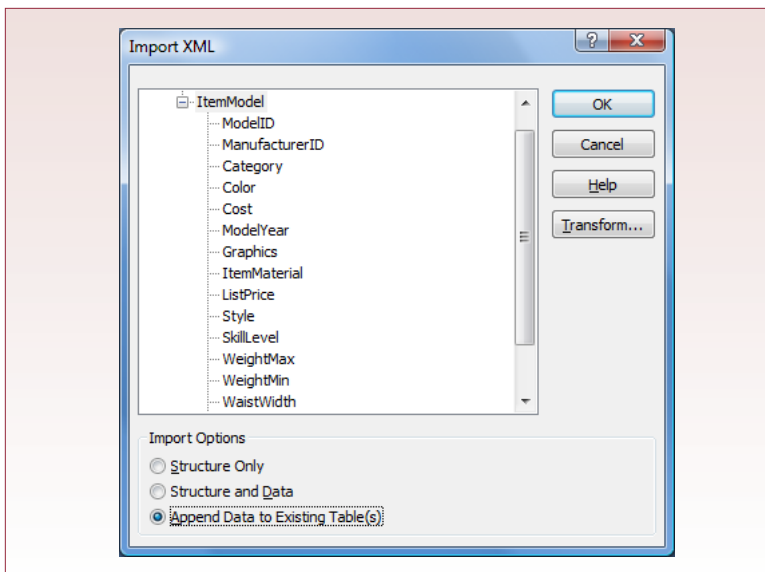 Import XML
ItemModel
ModelID
ManufacturerID
Category
Color
Cost
ModelYear
Graphics
ItemMaterial
ListPrice
Style
SkillLevel
WeightMax
WeightMin
WaistWidth
OK
Cancel
Help
Transform...
Import Options
Structure Only
Structure and Data
Append Data to Existing Table(s)